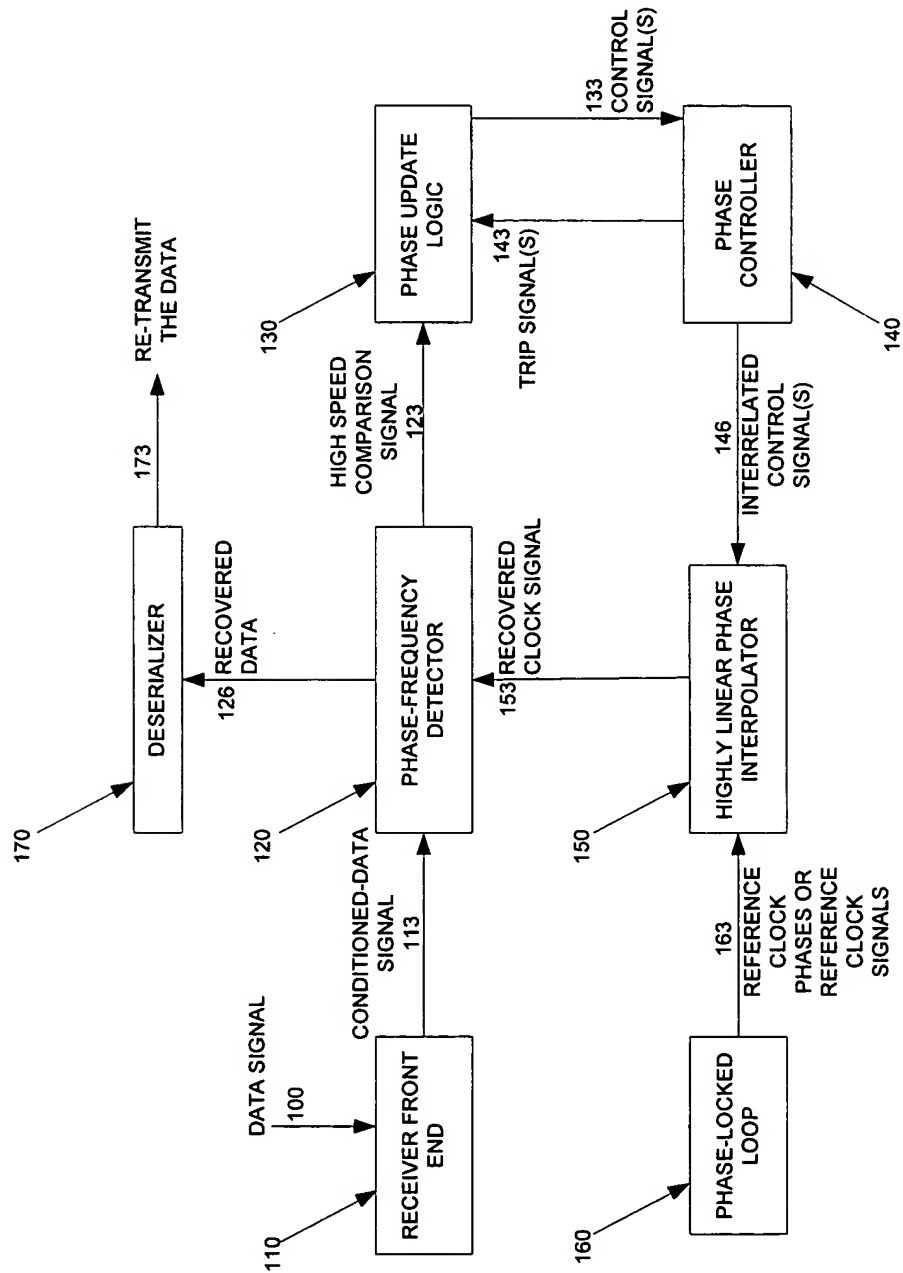 170
DESERIALIZER
173
RE-TRANSMIT
THE DATA
126
RECOVERED
DATA
DATA SIGNAL
100
110
RECEIVER FRONT
END
CONDITIONED-DATA
SIGNAL
113
120
PHASE-FREQUENCY
DETECTOR
HIGH SPEED
COMPARISON
SIGNAL
123
130
PHASE UPDATE
LOGIC
153 RECOVERED
CLOCK SIGNAL
143
TRIP SIGNAL(S)
133
CONTROL
SIGNAL(S)
160
PHASE-LOCKED
LOOP
163
REFERENCE
CLOCK
PHASES OR
REFERENCE
CLOCK
SIGNALS
150
HIGHLY LINEAR PHASE
INTERPOLATOR
146
INTERRELATED
CONTROL
SIGNAL(S)
PHASE
CONTROLLER
140